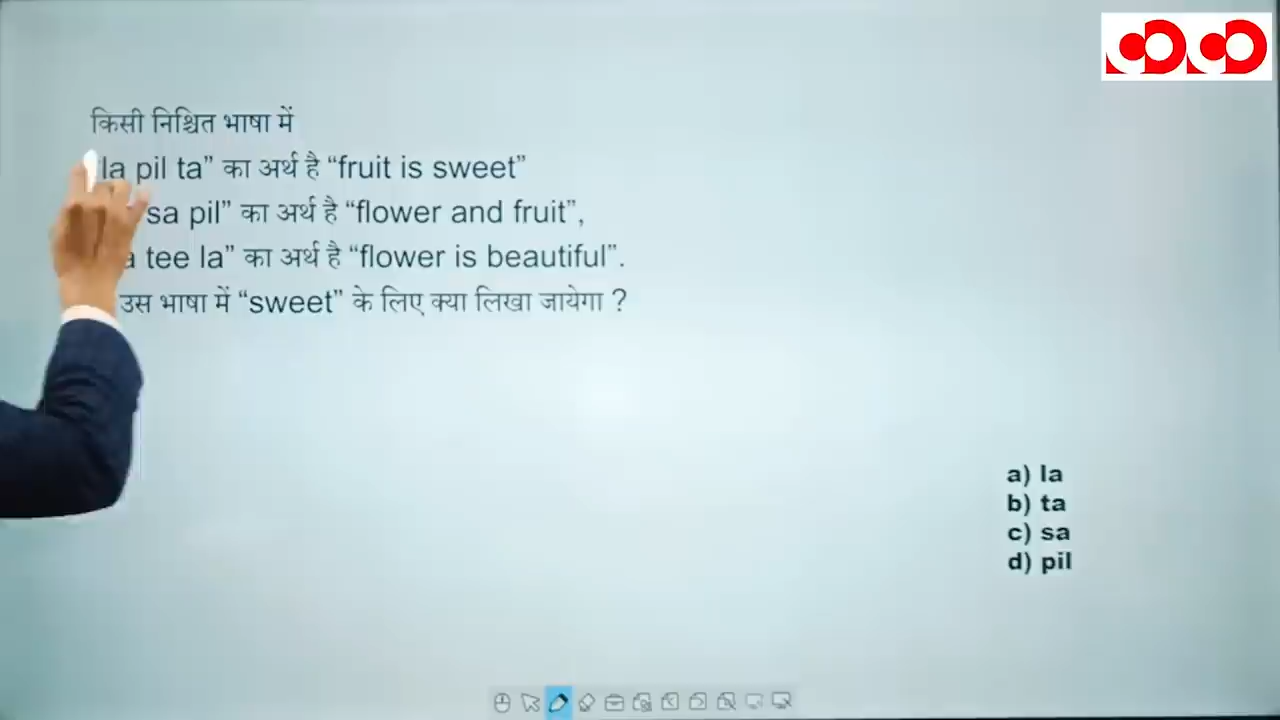 किसी निश्चित भाषा में
la pil ta” का अर्थ है “fruit is sweet”
sa pil” का अर्थ है “flower and fruit”,
tee la” का अर्थ है “flower is beautiful”.
उस भाषा में “sweet” के लिए क्या लिखा जायेगा ?
a) la
b) ta
c) sa
d) pil